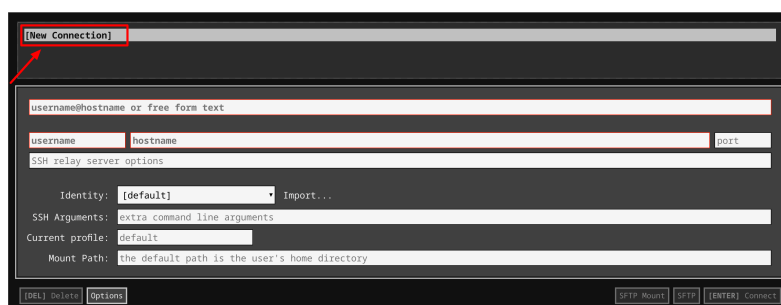 [New Connection]
username@hostname or free form text
username hostname port
SSH relay server options
Identity: [default] Import...
SSH Arguments: extra command line arguments
Current profile: default
Mount Path: the default path is the user's home directory
[DEL] Delete Options SFTP Mount SFTP [ENTER] Connect